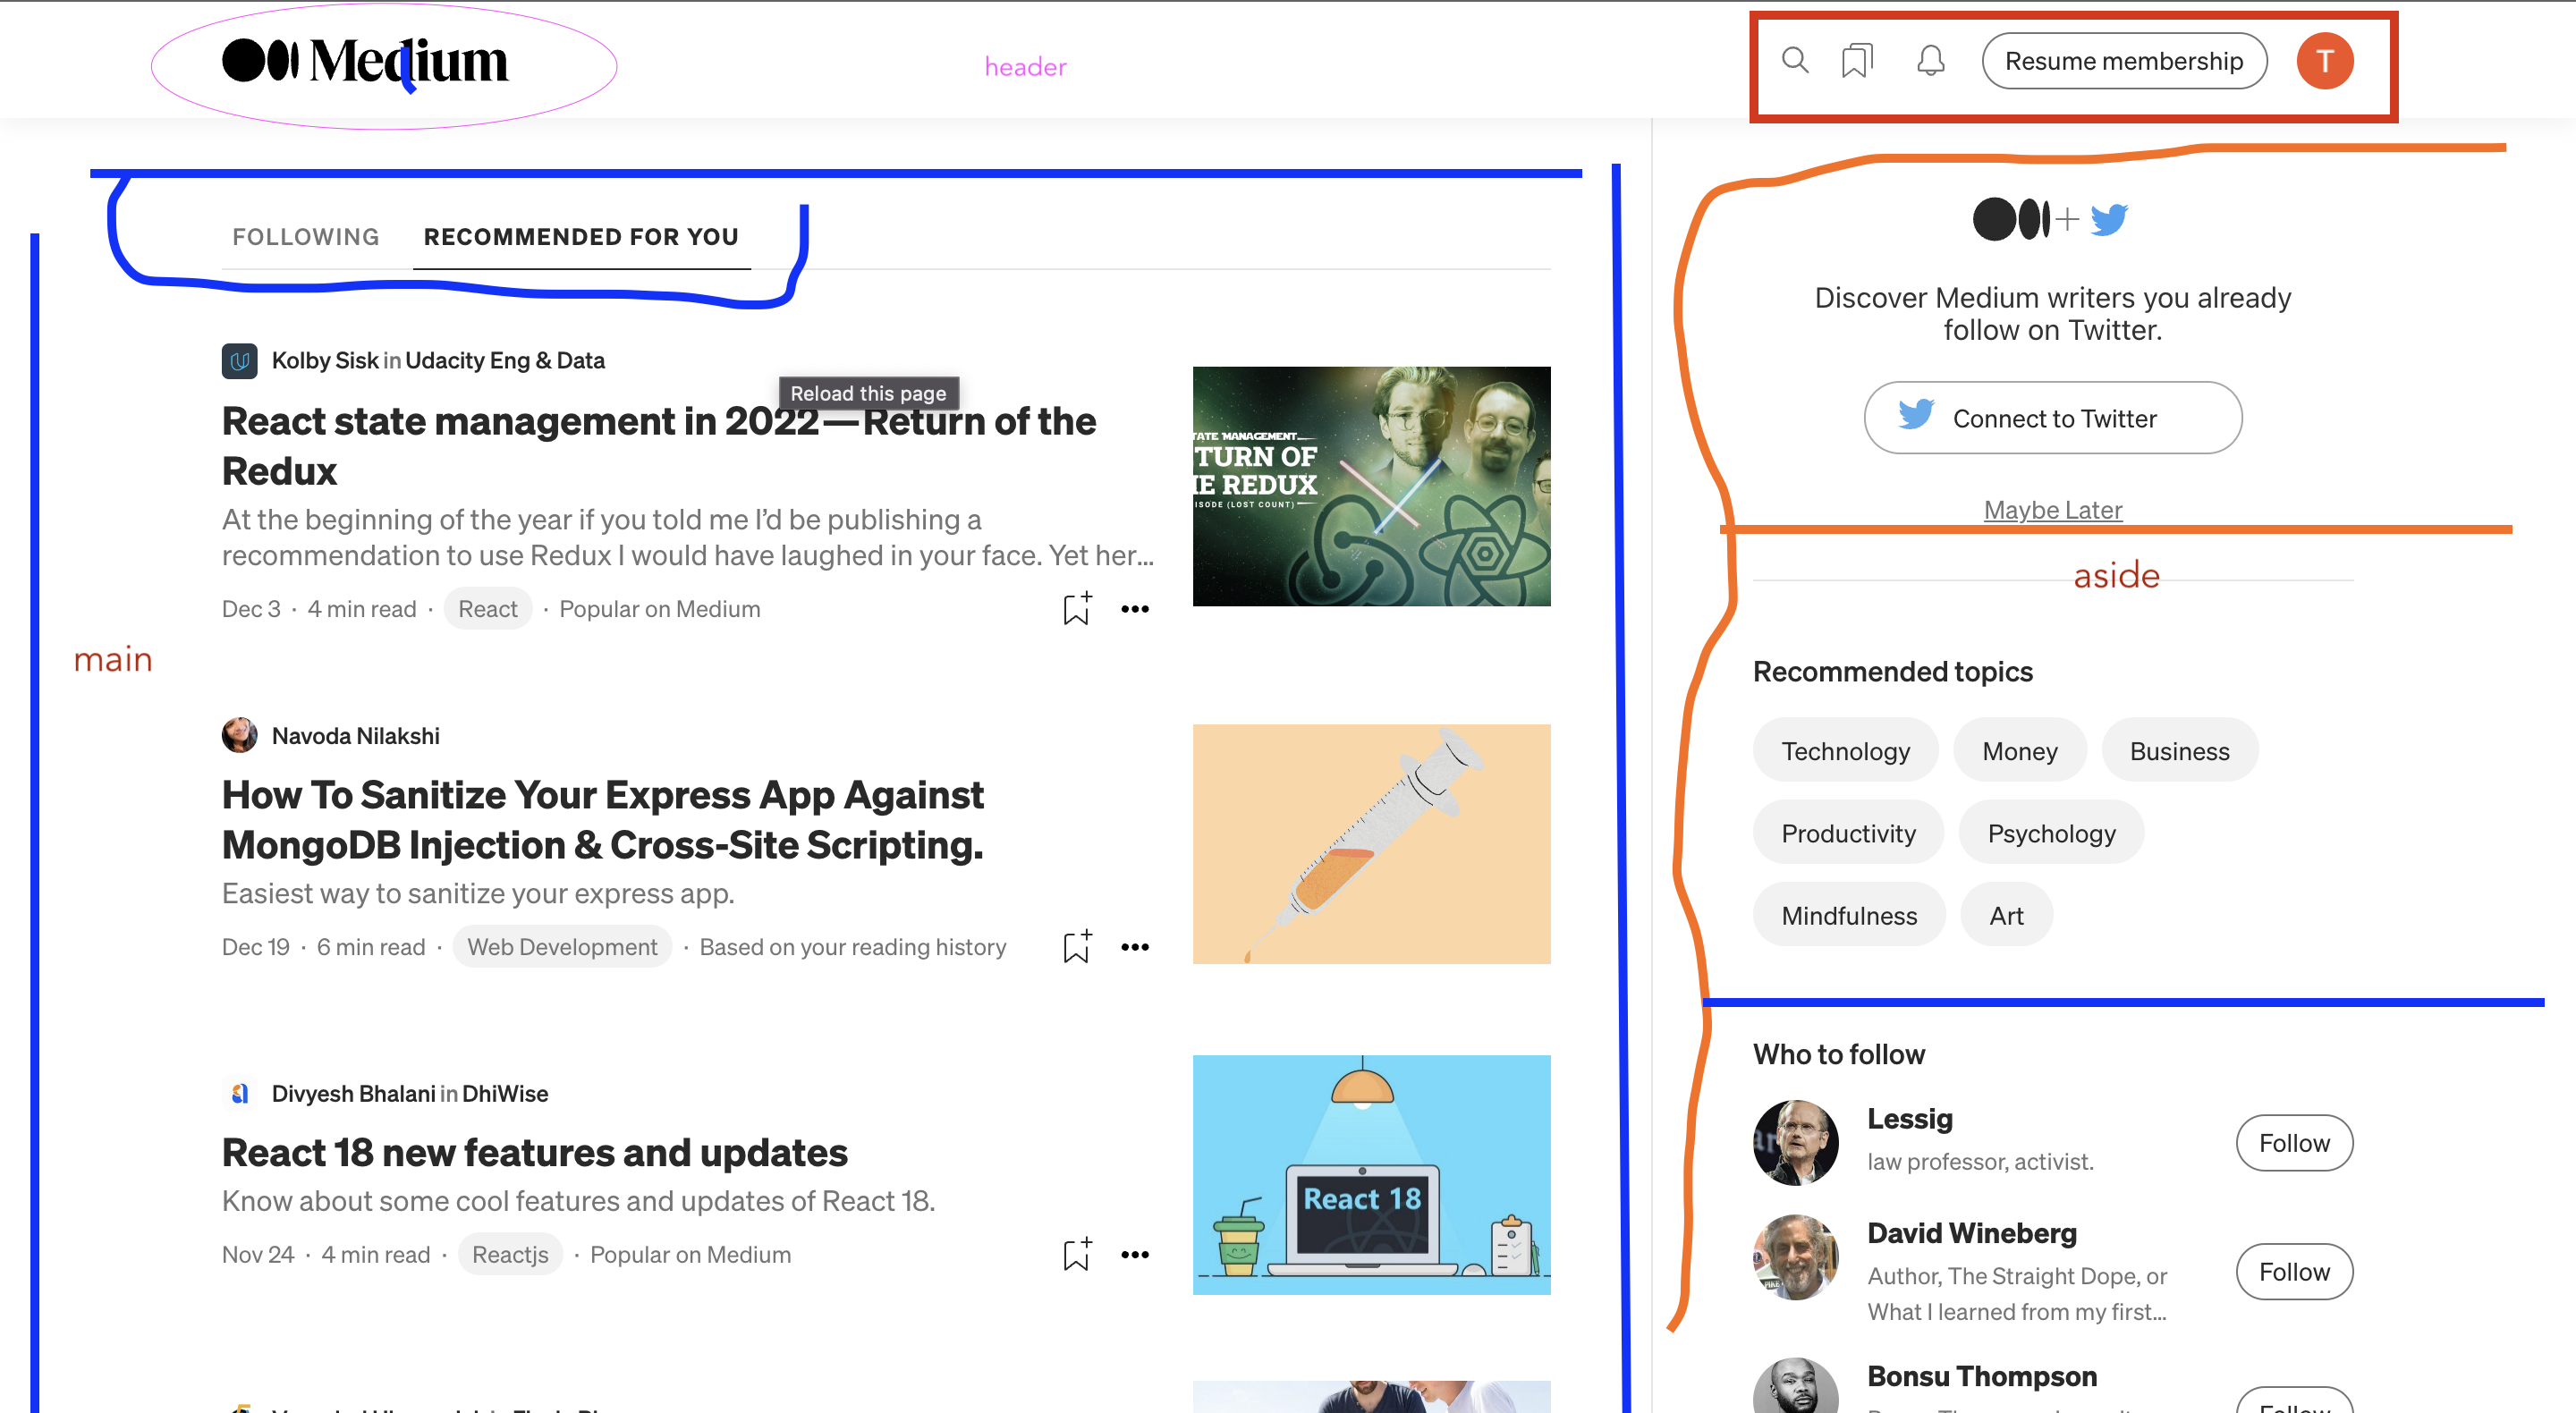 Medium
header
Resume membership
T
FOLLOWING
RECOMMENDED FOR YOU
Kolby Sisk in Udacity Eng & Data
Reload this page
React state management in 2022—Return of the
Redux
At the beginning of the year if you told me I'd be publishing a
recommendation to use Redux I would have laughed in your face. Yet her...
Dec 3 · 4 min read · React · Popular on Medium
TATE MANAGEMENT
TURN OF
IE REDUX
ISODE (LOST COUNT)
main
Navoda Nilakshi
How To Sanitize Your Express App Against
MongoDB Injection & Cross-Site Scripting.
Easiest way to sanitize your express app.
Dec 19 · 6 min read · Web Development · Based on your reading history
Divyesh Bhalani in DhiWise
React 18 new features and updates
Know about some cool features and updates of React 18.
Nov 24 · 4 min read · Reactjs · Popular on Medium
React 18
Discover Medium writers you already
follow on Twitter.
Connect to Twitter
Maybe Later
aside
Recommended topics
Technology
Money
Business
Productivity
Psychology
Mindfulness
Art
Who to follow
Lessig
law professor, activist.
Follow
David Wineberg
Author, The Straight Dope, or
What I learned from my first...
Follow
Bonsu Thompson
Follow